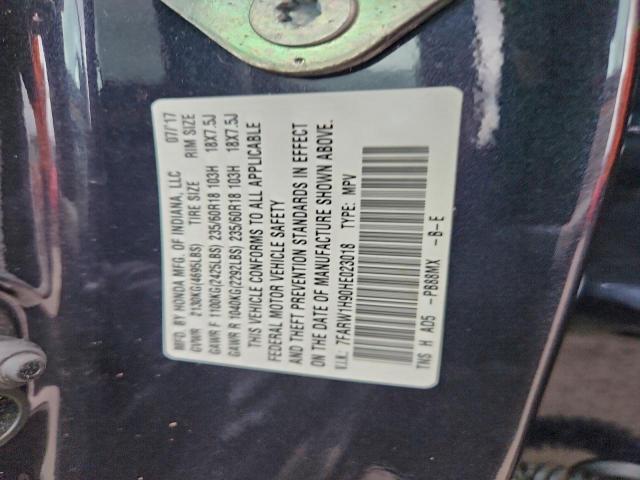 MFD. BY HONDA MFG. OF INDIANA, LLC 07/17
GVWR 2130KG(4695LBS) TIRE SIZE RIM SIZE
GAWR F 1100KG(2425LBS) 235/60R18 103H 18X7.5J
GAWR R 1040KG(2292LBS) 235/60R18 103H 18X7.5J
THIS VEHICLE CONFORMS TO ALL APPLICABLE
FEDERAL MOTOR VEHICLE SAFETY
AND THEFT PREVENTION STANDARDS IN EFFECT
ON THE DATE OF MANUFACTURE SHOWN ABOVE.
V.I.N.: 7FARW1H90HE023018 TYPE: MPV
TNS H AD5 -PB88MX -B-E